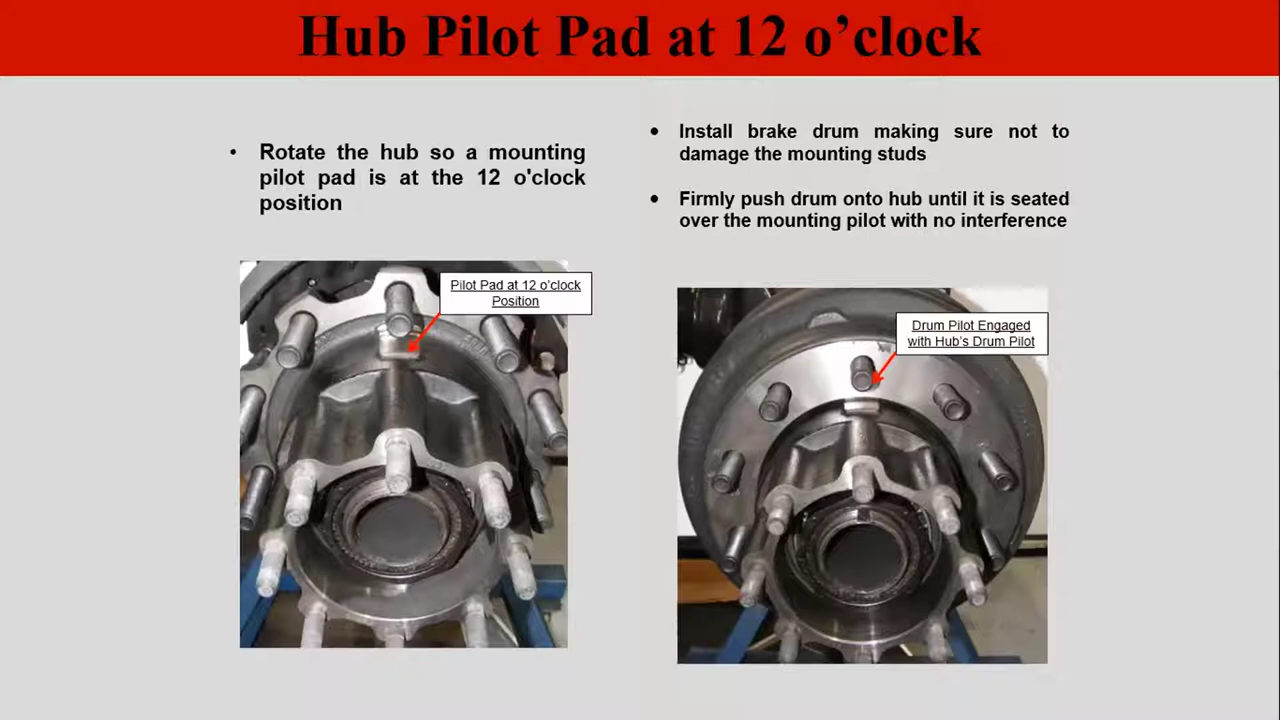 Hub Pilot Pad at 12 o’clock
• Rotate the hub so a mounting
pilot pad is at the 12 o'clock
position
• Install brake drum making sure not to
damage the mounting studs
• Firmly push drum onto hub until it is seated
over the mounting pilot with no interference
Pilot Pad at 12 o’clock
Position
Drum Pilot Engaged
with Hub’s Drum Pilot